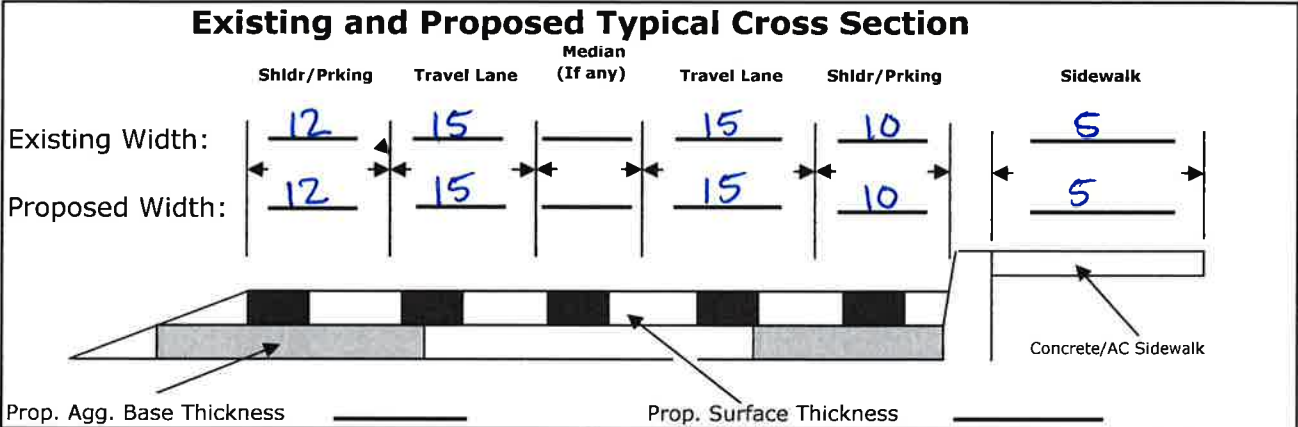 Existing and Proposed Typical Cross Section
Shldr/Prking Travel Lane Median (If any) Travel Lane Shldr/Prking Sidewalk
Existing Width: 12 15 15 10 5
Proposed Width: 12 15 15 10 5
Concrete/AC Sidewalk
Prop. Agg. Base Thickness Prop. Surface Thickness